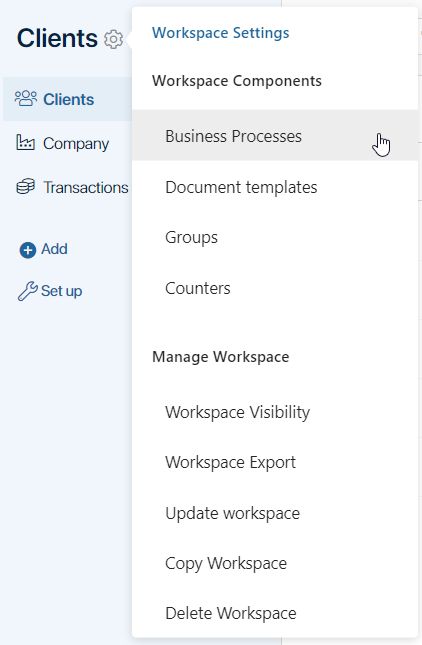 Clients
Clients
Company
Transactions
Add
Set up
Workspace Settings
Workspace Components
Business Processes
Document templates
Groups
Counters
Manage Workspace
Workspace Visibility
Workspace Export
Update workspace
Copy Workspace
Delete Workspace